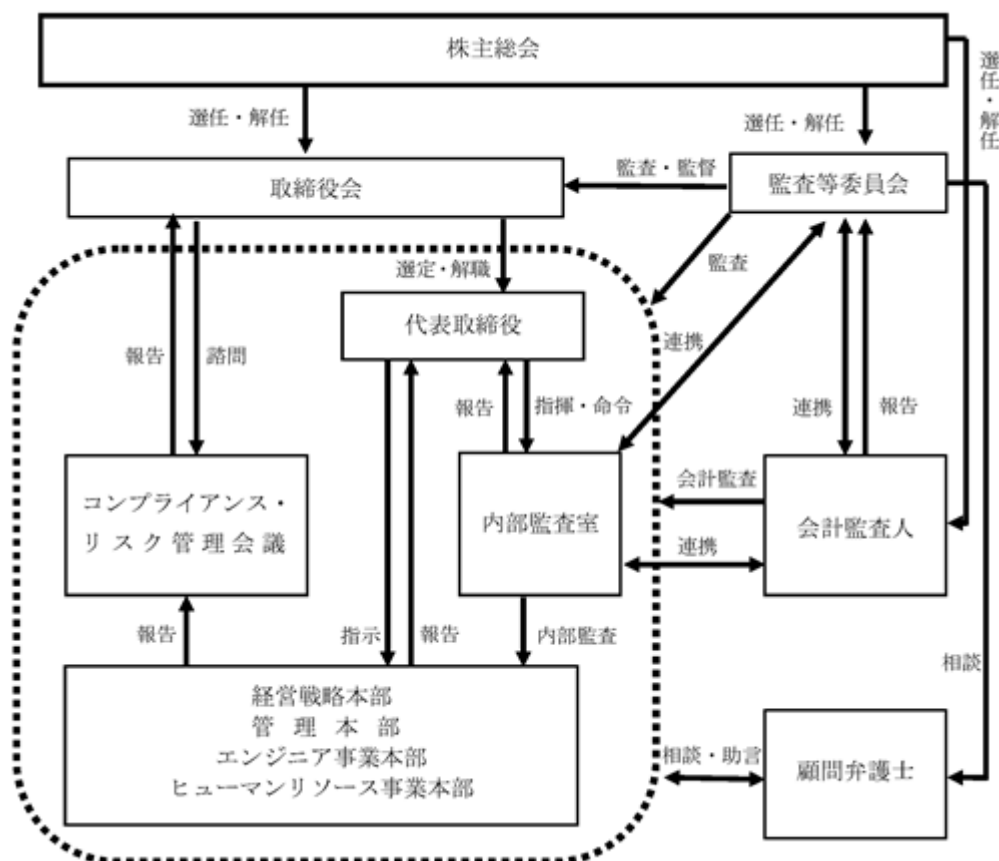 株主総会
選任・解任
選任・解任
選任・解任
取締役会
監査・監督
監査等委員会
選定・解職
監査
代表取締役
報告
諮問
連携
報告
指揮・命令
連携
報告
コンプライアンス・
リスク管理会議
内部監査室
会計監査
会計監査人
連携
報告
指示
報告
内部監査
相談
経営戦略本部
管理本部
エンジニア事業本部
ヒューマンリソース事業本部
相談・助言
顧問弁護士